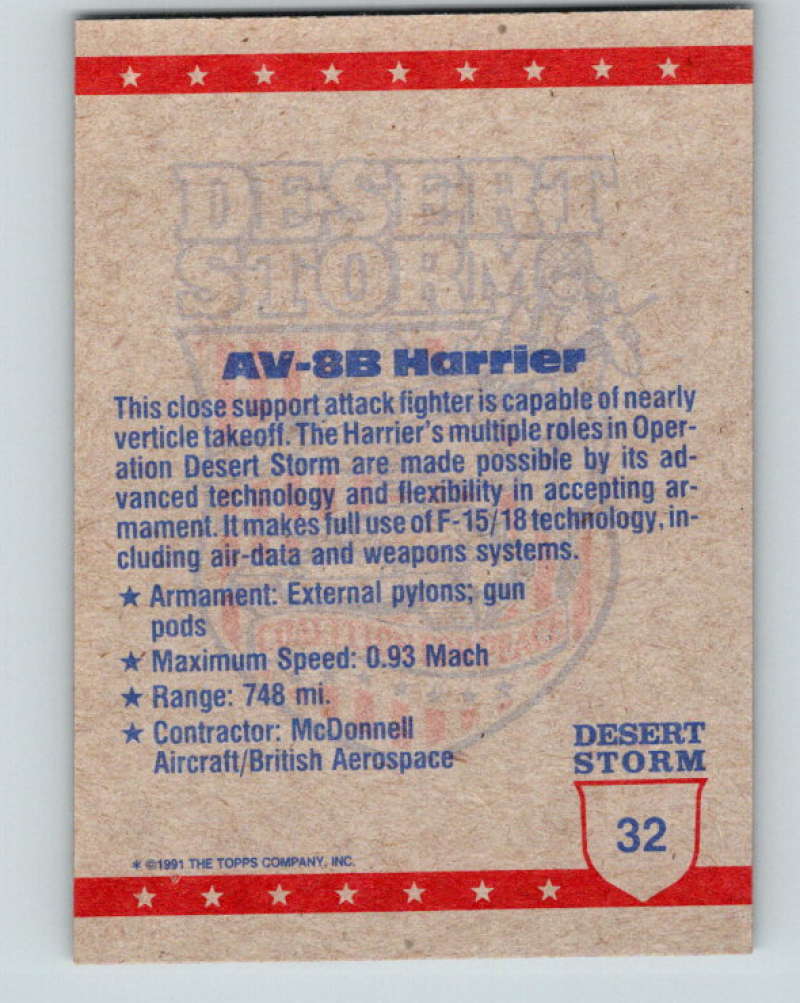 DESERT
STORM
AV-8B Harrier
This close support attack fighter is capable of nearly
verticle takeoff. The Harrier's multiple roles in Oper-
ation Desert Storm are made possible by its ad-
vanced technology and flexibility in accepting ar-
mament. It makes full use of F-15/18 technology, in-
cluding air-data and weapons systems.
★ Armament: External pylons; gun
pods
★ Maximum Speed: 0.93 Mach
★ Range: 748 mi.
★ Contractor: McDonnell
Aircraft/British Aerospace
DESERT
STORM
32
* ©1991 THE TOPPS COMPANY, INC.